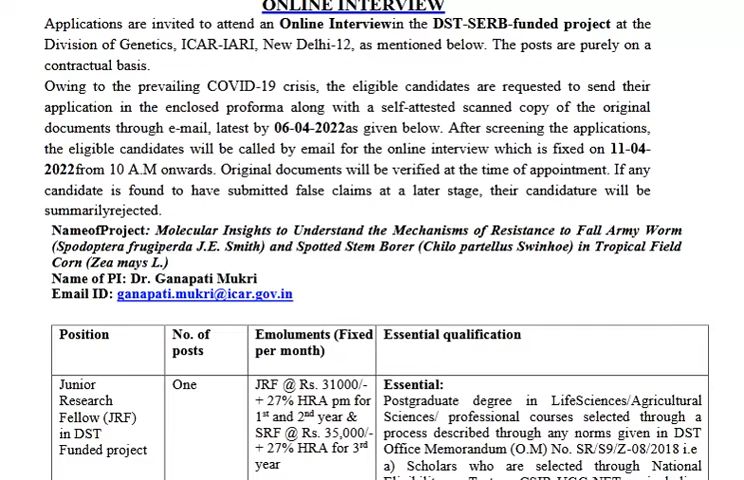 ONLINE INTERVIEW
Applications are invited to attend an Online Interviewin the DST-SERB-funded project at the
Division of Genetics, ICAR-IARI, New Delhi-12, as mentioned below. The posts are purely on a
contractual basis.
Owing to the prevailing COVID-19 crisis, the eligible candidates are requested to send their
application in the enclosed proforma along with a self-attested scanned copy of the original
documents through e-mail, latest by 06-04-2022as given below. After screening the applications,
the eligible candidates will be called by email for the online interview which is fixed on 11-04-
2022from 10 A.M onwards. Original documents will be verified at the time of appointment. If any
candidate is found to have submitted false claims at a later stage, their candidature will be
summarilyrejected.
NameofProject: Molecular Insights to Understand the Mechanisms of Resistance to Fall Army Worm
(Spodoptera frugiperda J.E. Smith) and Spotted Stem Borer (Chilo partellus Swinhoe) in Tropical Field
Corn (Zea mays L.)
Name of PI: Dr. Ganapati Mukri
Email ID: ganapati.mukri@icar.gov.in
Position
No. of
posts
Emoluments (Fixed
per month)
Essential qualification
Junior
Research
Fellow (JRF)
in DST
Funded project
One
JRF @ Rs. 31000/-
+ 27% HRA pm for
1st and 2nd year &
SRF @ Rs. 35,000/-
+ 27% HRA for 3rd
year
Essential:
Postgraduate degree in LifeSciences/Agricultural
Sciences/ professional courses selected through a
process described through any norms given in DST
Office Memorandum (O.M) No. SR/S9/Z-08/2018 i.e
a) Scholars who are selected through National